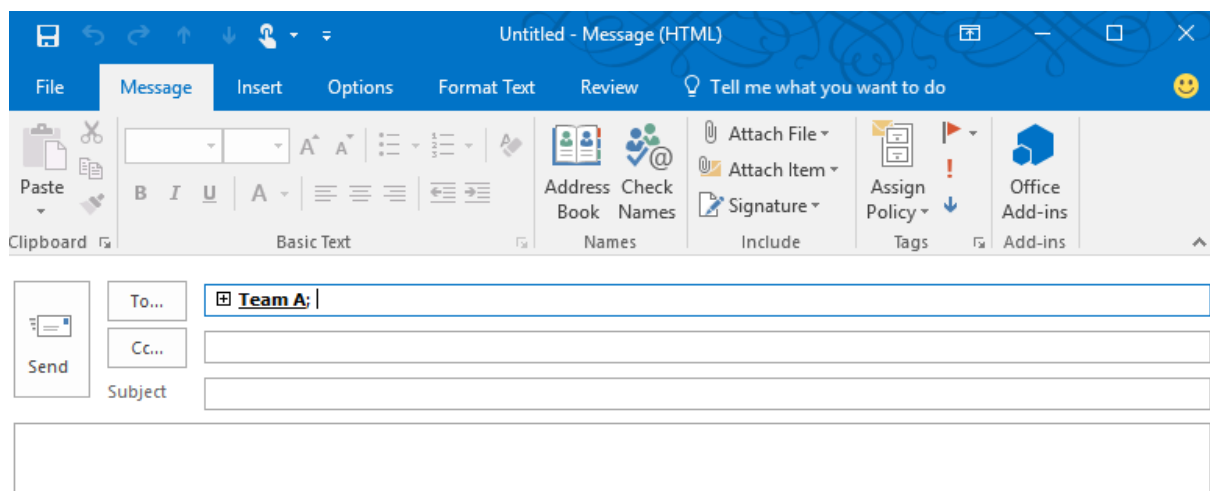 Untitled - Message (HTML)
File Message Insert Options Format Text Review Tell me what you want to do
Paste
B I U A
Address Book
Check Names
Attach File
Attach Item
Signature
Assign Policy
Office Add-ins
Clipboard Basic Text Names Include Tags Add-ins
To... Team A;
Cc...
Send
Subject